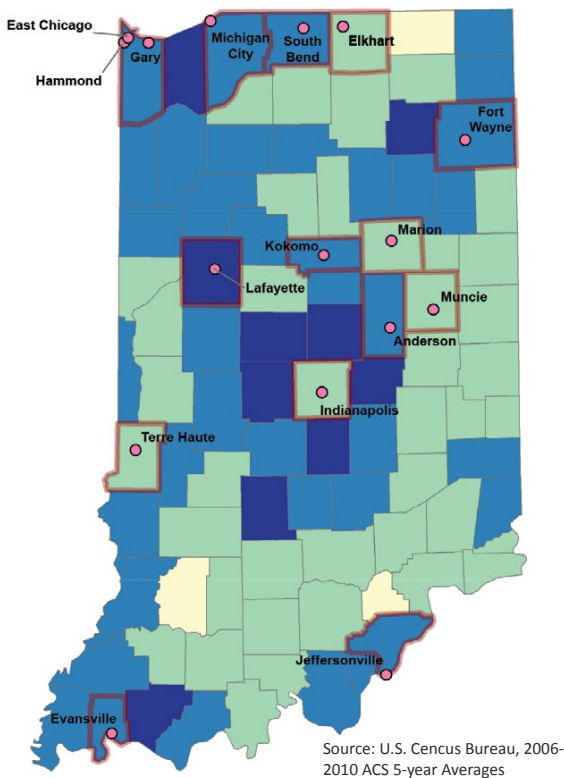 East Chicago
Hammond
Gary
Michigan
City
South
Bend
Elkhart
Fort
Wayne
Marion
Kokomo
Lafayette
Muncie
Anderson
Indianapolis
Terre Haute
Jeffersonville
Evansville
Source: U.S. Cencus Bureau, 2006-
2010 ACS 5-year Averages